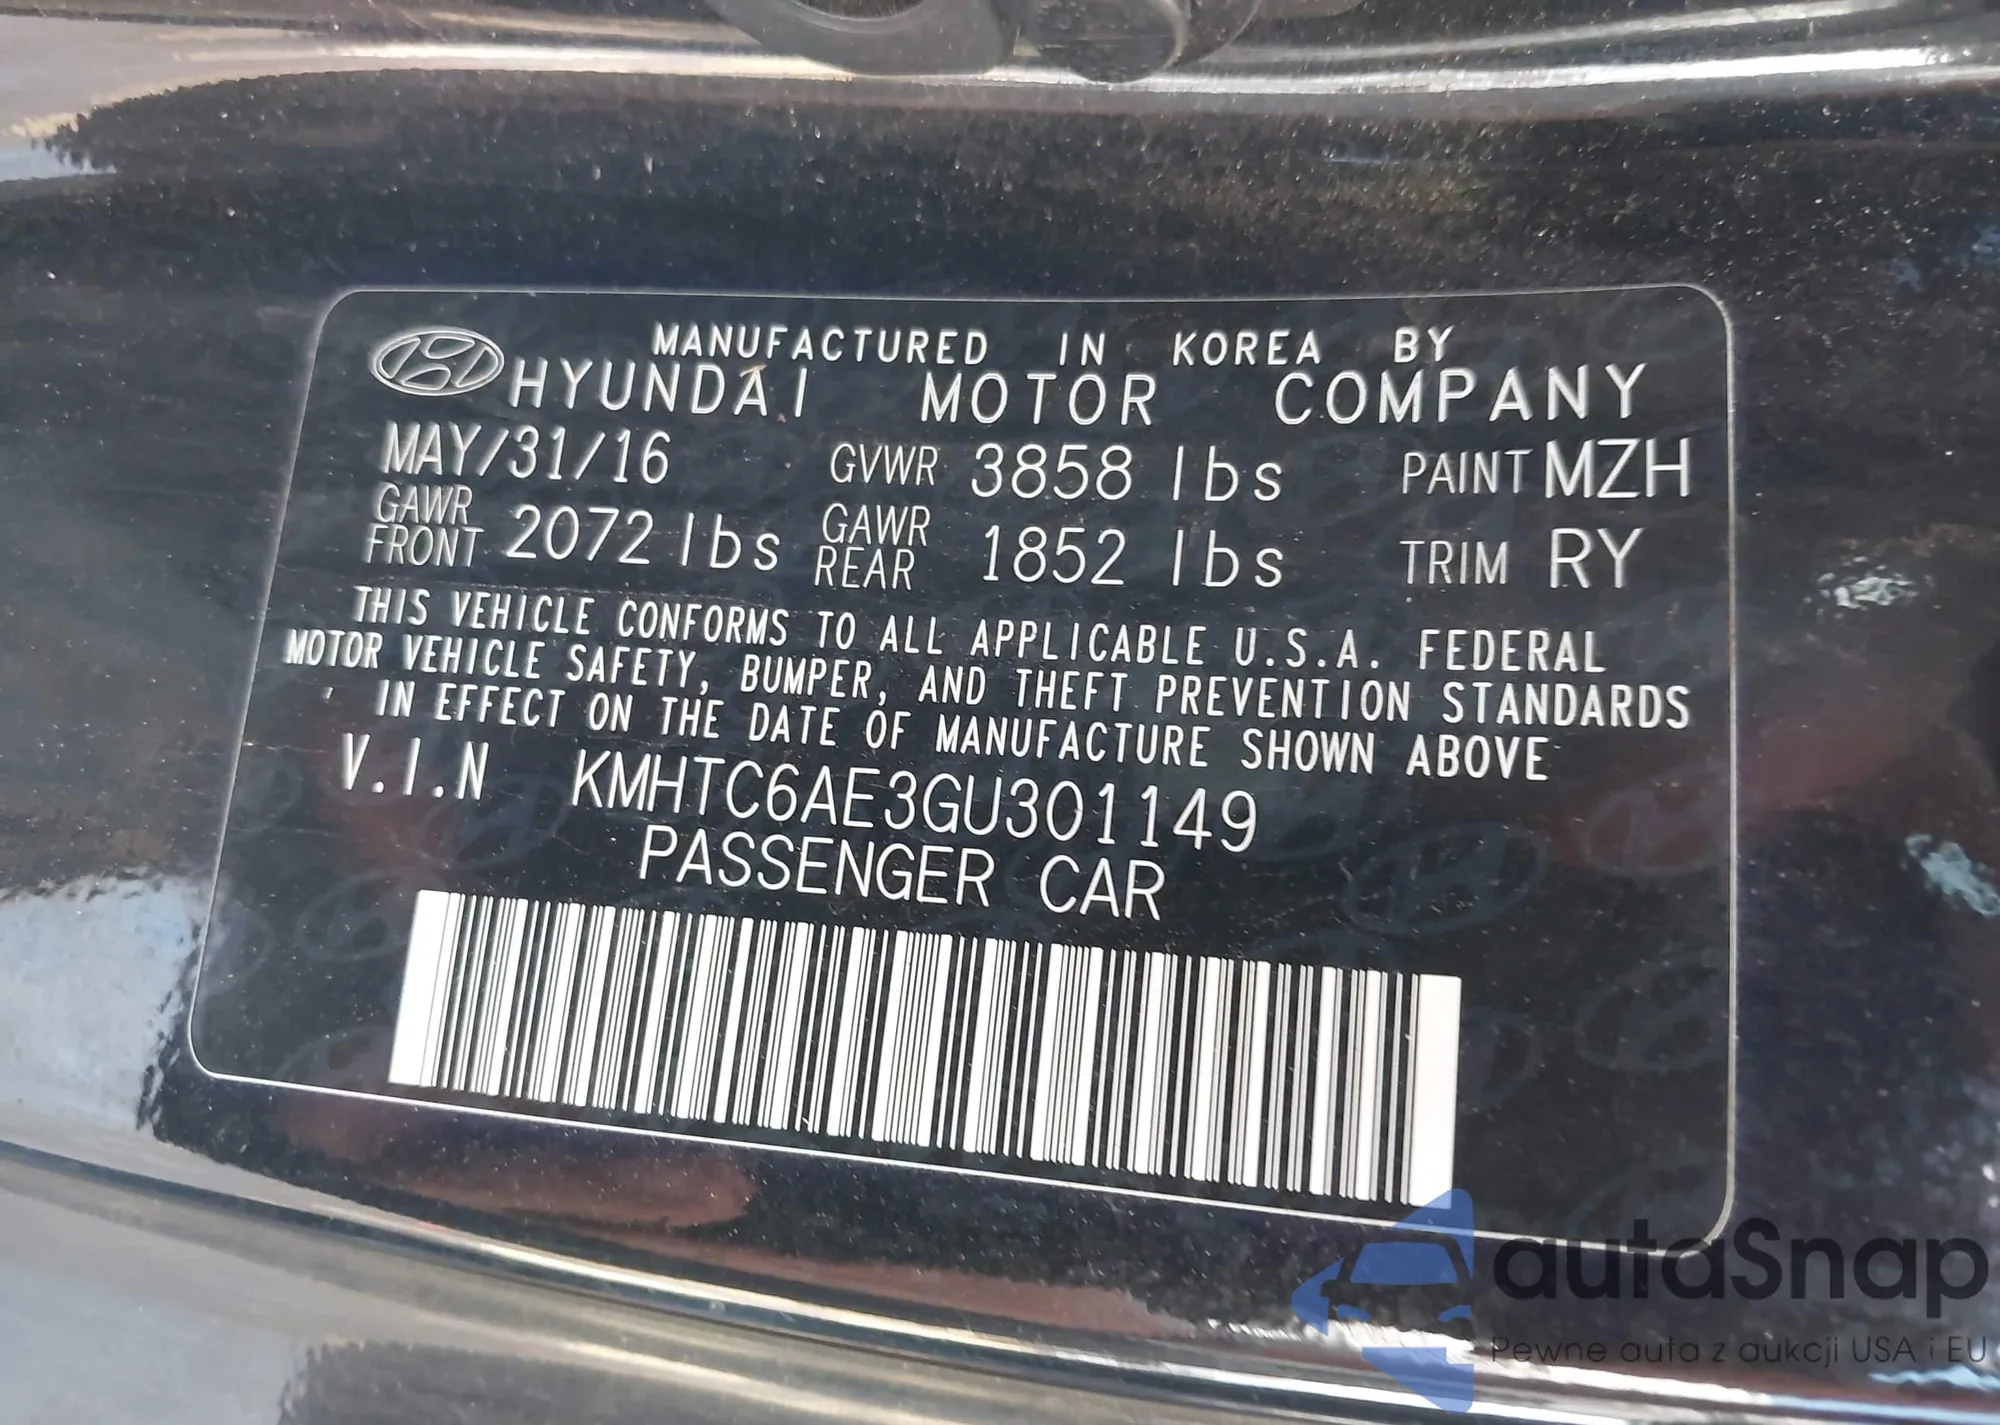 MANUFACTURED IN KOREA BY
HYUNDAI MOTOR COMPANY
MAY/31/16 GVWR 3858 lbs PAINT MZH
GAWR FRONT 2072 lbs GAWR REAR 1852 lbs TRIM RY
THIS VEHICLE CONFORMS TO ALL APPLICABLE U.S.A. FEDERAL
MOTOR VEHICLE SAFETY, BUMPER, AND THEFT PREVENTION STANDARDS
IN EFFECT ON THE DATE OF MANUFACTURE SHOWN ABOVE
V.I.N KMHTC6AE3GU301149
PASSENGER CAR
autaSnap
Pewne auta z aukcji USA i EU